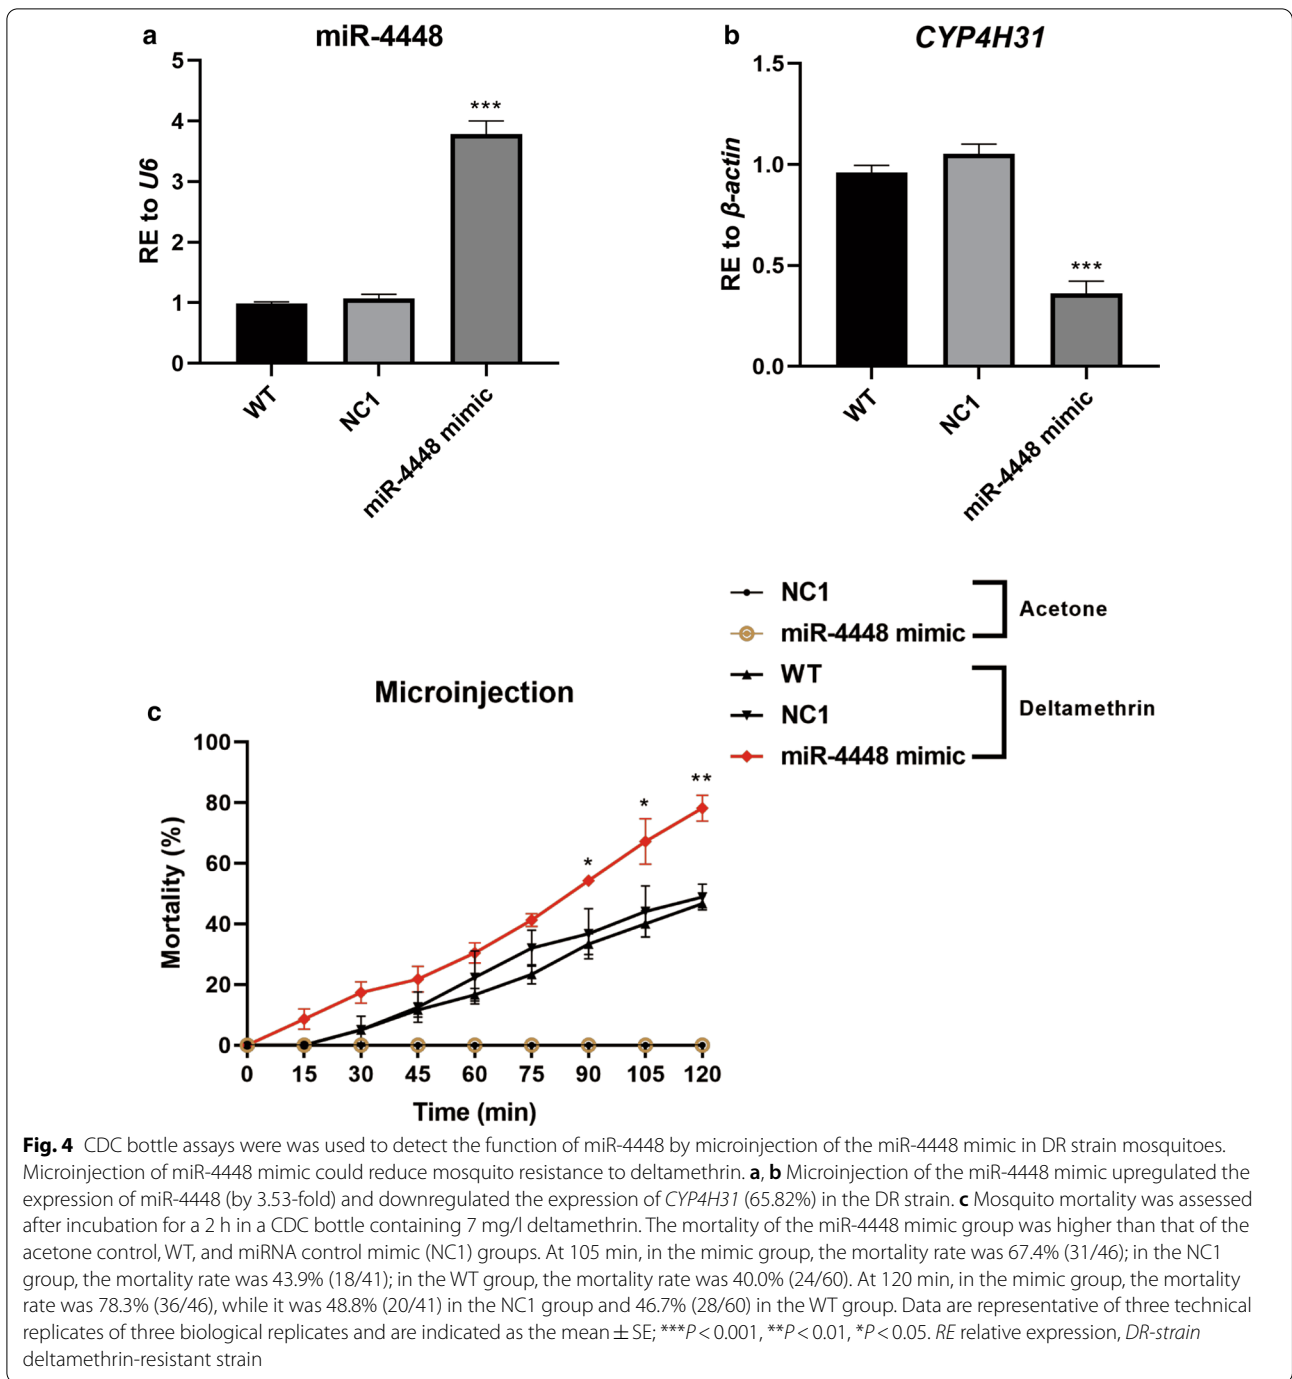 a
miR-4448
RE to U6
5
4
3
2
1
0
***
WT
NC1
miR-4448 mimic
b
CYP4H31
RE to β-actin
1.5
1.0
0.5
0.0
***
WT
NC1
miR-4448 mimic
NC1
miR-4448 mimic
Acetone
WT
NC1
miR-4448 mimic
Deltamethrin
c
Microinjection
Mortality (%)
100
80
60
40
20
0
*
*
**
0 15 30 45 60 75 90 105 120
Time (min)
Fig. 4 CDC bottle assays were was used to detect the function of miR-4448 by microinjection of the miR-4448 mimic in DR strain mosquitoes.
Microinjection of miR-4448 mimic could reduce mosquito resistance to deltamethrin. a, b Microinjection of the miR-4448 mimic upregulated the
expression of miR-4448 (by 3.53-fold) and downregulated the expression of CYP4H31 (65.82%) in the DR strain. c Mosquito mortality was assessed
after incubation for a 2 h in a CDC bottle containing 7 mg/l deltamethrin. The mortality of the miR-4448 mimic group was higher than that of the
acetone control, WT, and miRNA control mimic (NC1) groups. At 105 min, in the mimic group, the mortality rate was 67.4% (31/46); in the NC1
group, the mortality rate was 43.9% (18/41); in the WT group, the mortality rate was 40.0% (24/60). At 120 min, in the mimic group, the mortality
rate was 78.3% (36/46), while it was 48.8% (20/41) in the NC1 group and 46.7% (28/60) in the WT group. Data are representative of three technical
replicates of three biological replicates and are indicated as the mean ± SE; ***P < 0.001, **P < 0.01, *P < 0.05. RE relative expression, DR-strain
deltamethrin-resistant strain